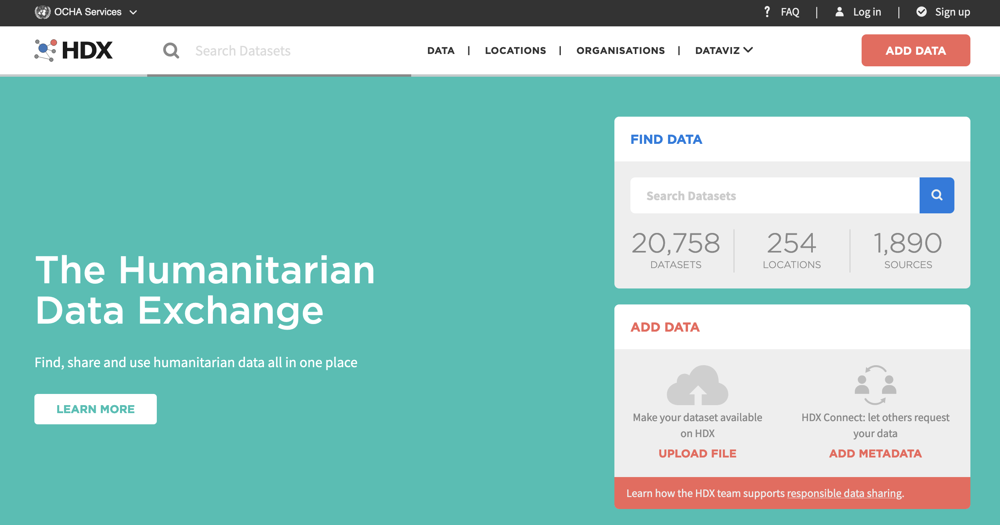 OCHA Services
FAQ | Log in | Sign up
HDX
Search Datasets
DATA | LOCATIONS | ORGANISATIONS | DATAVIZ
ADD DATA
The Humanitarian
Data Exchange
Find, share and use humanitarian data all in one place
LEARN MORE
FIND DATA
Search Datasets
20,758 254 1,890
DATASETS LOCATIONS SOURCES
ADD DATA
Make your dataset available
on HDX
UPLOAD FILE
HDX Connect: let others request
your data
ADD METADATA
Learn how the HDX team supports responsible data sharing.